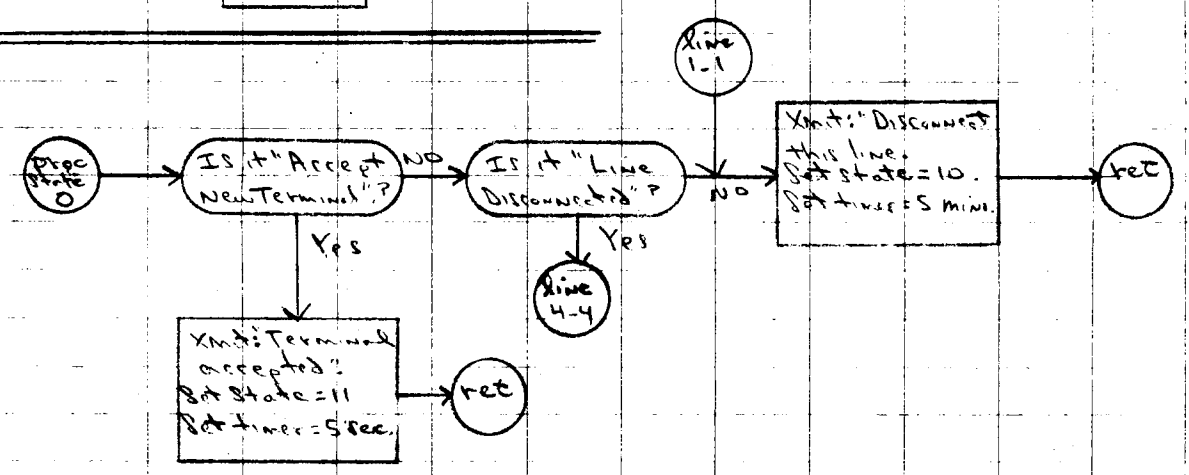 line
1-1
proc
state
0
Is it "Accept
New Terminal"?
NO
Is it "Line
Disconnected"?
NO
Xmit: "Disconnect
this line.
Set state=10.
Set timer=5 mins.
ret
Yes
Yes
line
4-4
Xmit: "Terminal
accepted".
Set State=11
Set timer=5 sec.
ret